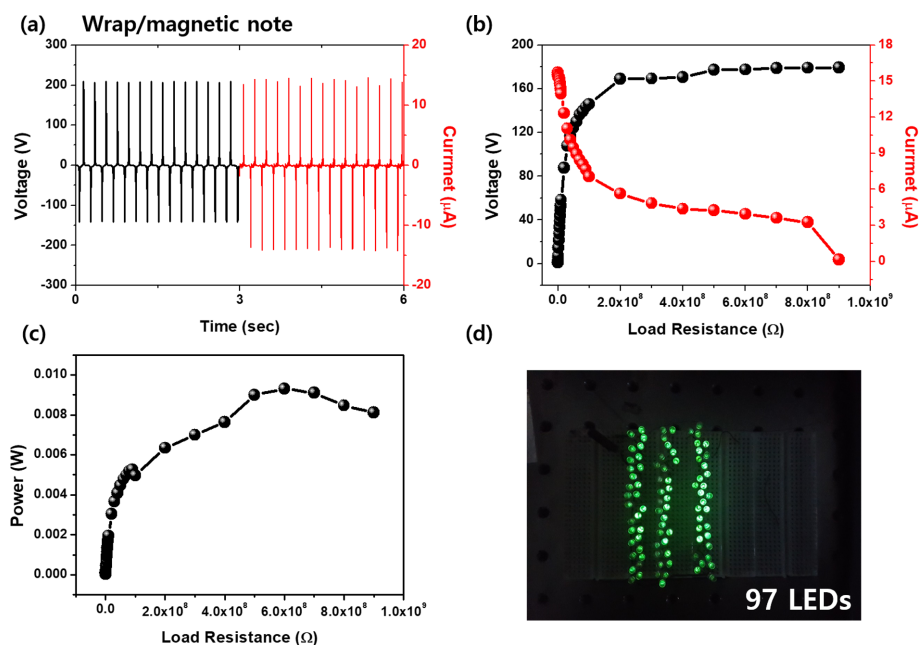 (a) Wrap/magnetic note
300
200
100
0
-100
-200
-300
Voltage (V)
20
10
0
-10
-20
Currmet (μA)
0 3 6
Time (sec)
(b)
200
160
120
80
40
0
Voltage (V)
18
15
12
9
6
3
0
Currmet (μA)
0.0 2.0x10⁸ 4.0x10⁸ 6.0x10⁸ 8.0x10⁸ 1.0x10⁹
Load Resistance (Ω)
(c)
0.010
0.008
0.006
0.004
0.002
0.000
Power (W)
0.0 2.0x10⁸ 4.0x10⁸ 6.0x10⁸ 8.0x10⁸ 1.0x10⁹
Load Resistance (Ω)
(d)
97 LEDs